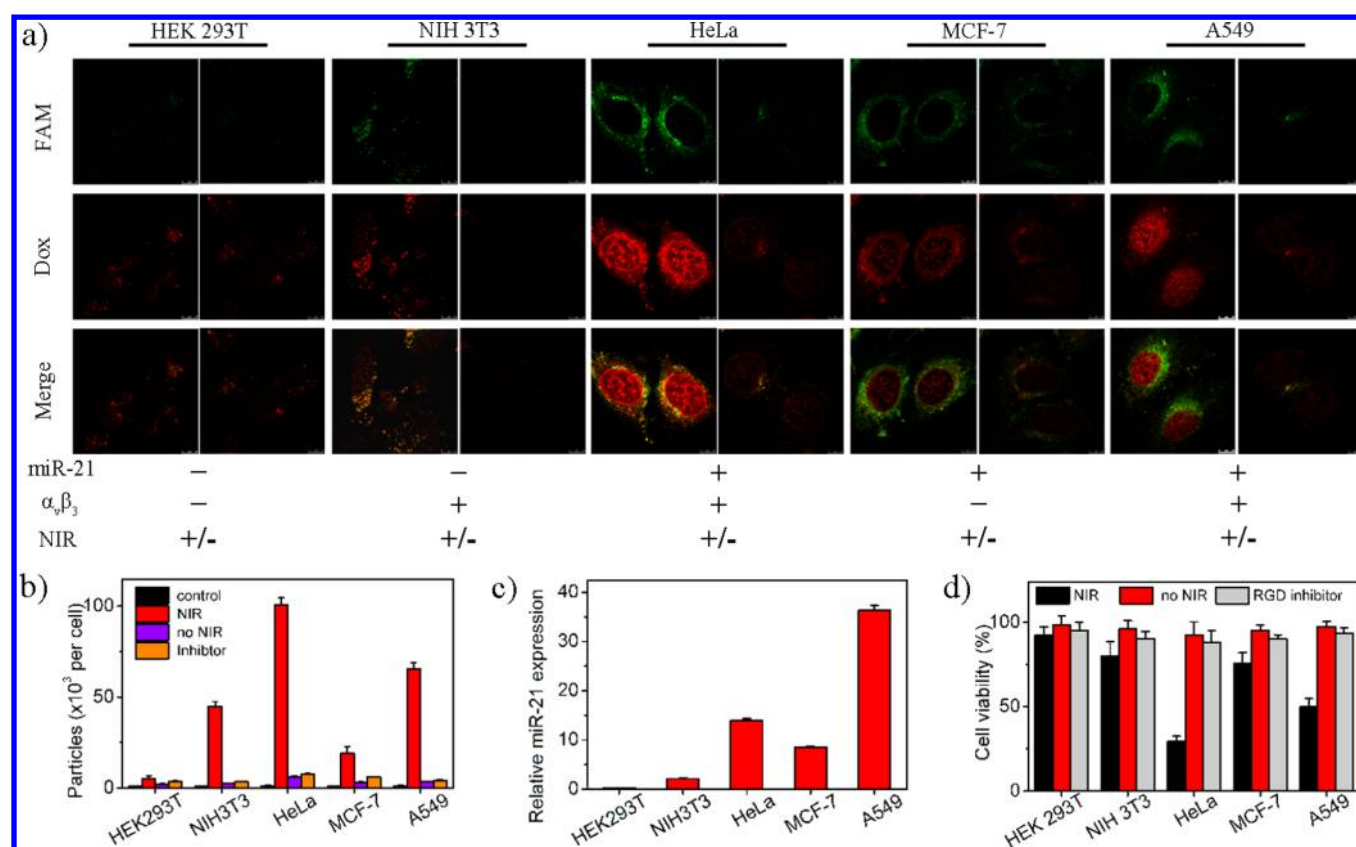 a)
HEK 293T NIH 3T3 HeLa MCF-7 A549
FAM
Dox
Merge
miR-21 – – + + +
αvβ3 – + + – +
NIR +/- +/- +/- +/- +/-
b)
Particles (x10³ per cell)
100
50
0
control
NIR
no NIR
Inhibtor
HEK293T NIH3T3 HeLa MCF-7 A549
c)
Relative miR-21 expression
40
30
20
10
0
HEK293T NIH3T3 HeLa MCF-7 A549
d)
Cell viability (%)
100
50
0
NIR no NIR RGD inhibitor
HEK 293T NIH 3T3 HeLa MCF-7 A549